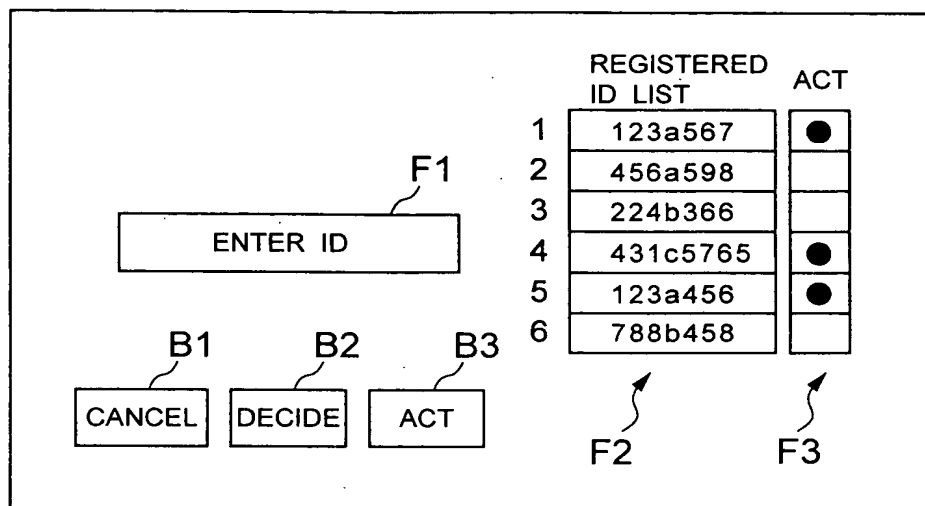 REGISTERED
ID LIST
ACT
1 123a567
2 456a598
3 224b366
4 431c5765
5 123a456
6 788b458
F1
ENTER ID
B1 B2 B3
CANCEL DECIDE ACT
F2 F3